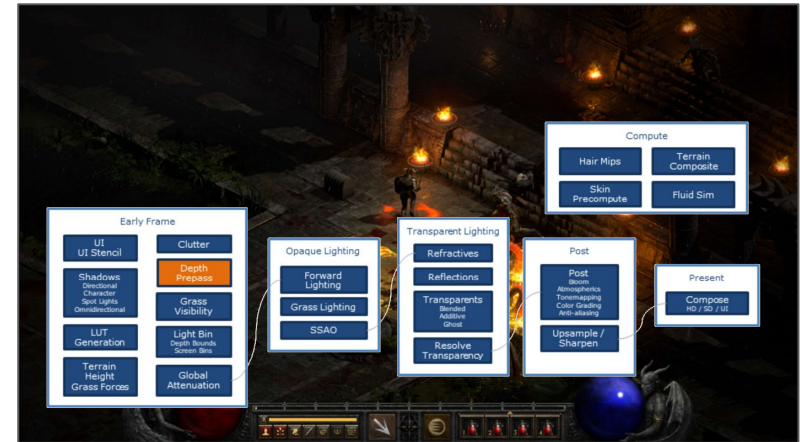 Compute
Hair Mips
Terrain
Composite
Skin
Precompute
Fluid Sim
Early Frame
UI
UI Stencil
Shadows
Directional
Character
Spot Lights
Omnidirectional
LUT
Generation
Terrain
Height
Grass Forces
Clutter
Depth
Prepass
Grass
Visibility
Light Bin
Depth Bounds
Screen Bins
Global
Attenuation
Opaque Lighting
Forward
Lighting
Grass Lighting
SSAO
Transparent Lighting
Refractives
Reflections
Transparents
Blended
Additive
Ghost
Resolve
Transparency
Post
Post
Bloom
Atmospherics
Tonemapping
Color Grading
Anti-aliasing
Upsample /
Sharpen
Present
Compose
HD / SD / UI